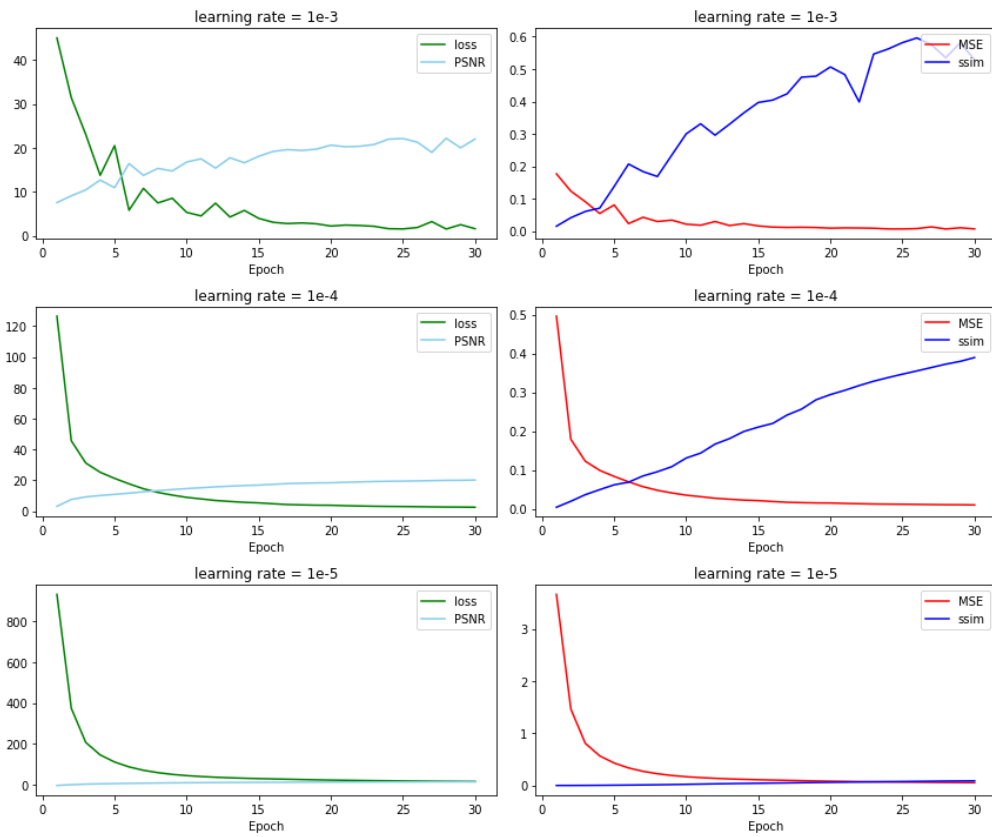 learning rate = 1e-3
loss
PSNR
40
30
20
10
0
0 5 10 15 20 25 30
Epoch
learning rate = 1e-3
MSE
ssim
0.6
0.5
0.4
0.3
0.2
0.1
0.0
0 5 10 15 20 25 30
Epoch
learning rate = 1e-4
loss
PSNR
120
100
80
60
40
20
0
0 5 10 15 20 25 30
Epoch
learning rate = 1e-4
MSE
ssim
0.5
0.4
0.3
0.2
0.1
0.0
0 5 10 15 20 25 30
Epoch
learning rate = 1e-5
loss
PSNR
800
600
400
200
0
0 5 10 15 20 25 30
Epoch
learning rate = 1e-5
MSE
ssim
3
2
1
0
0 5 10 15 20 25 30
Epoch